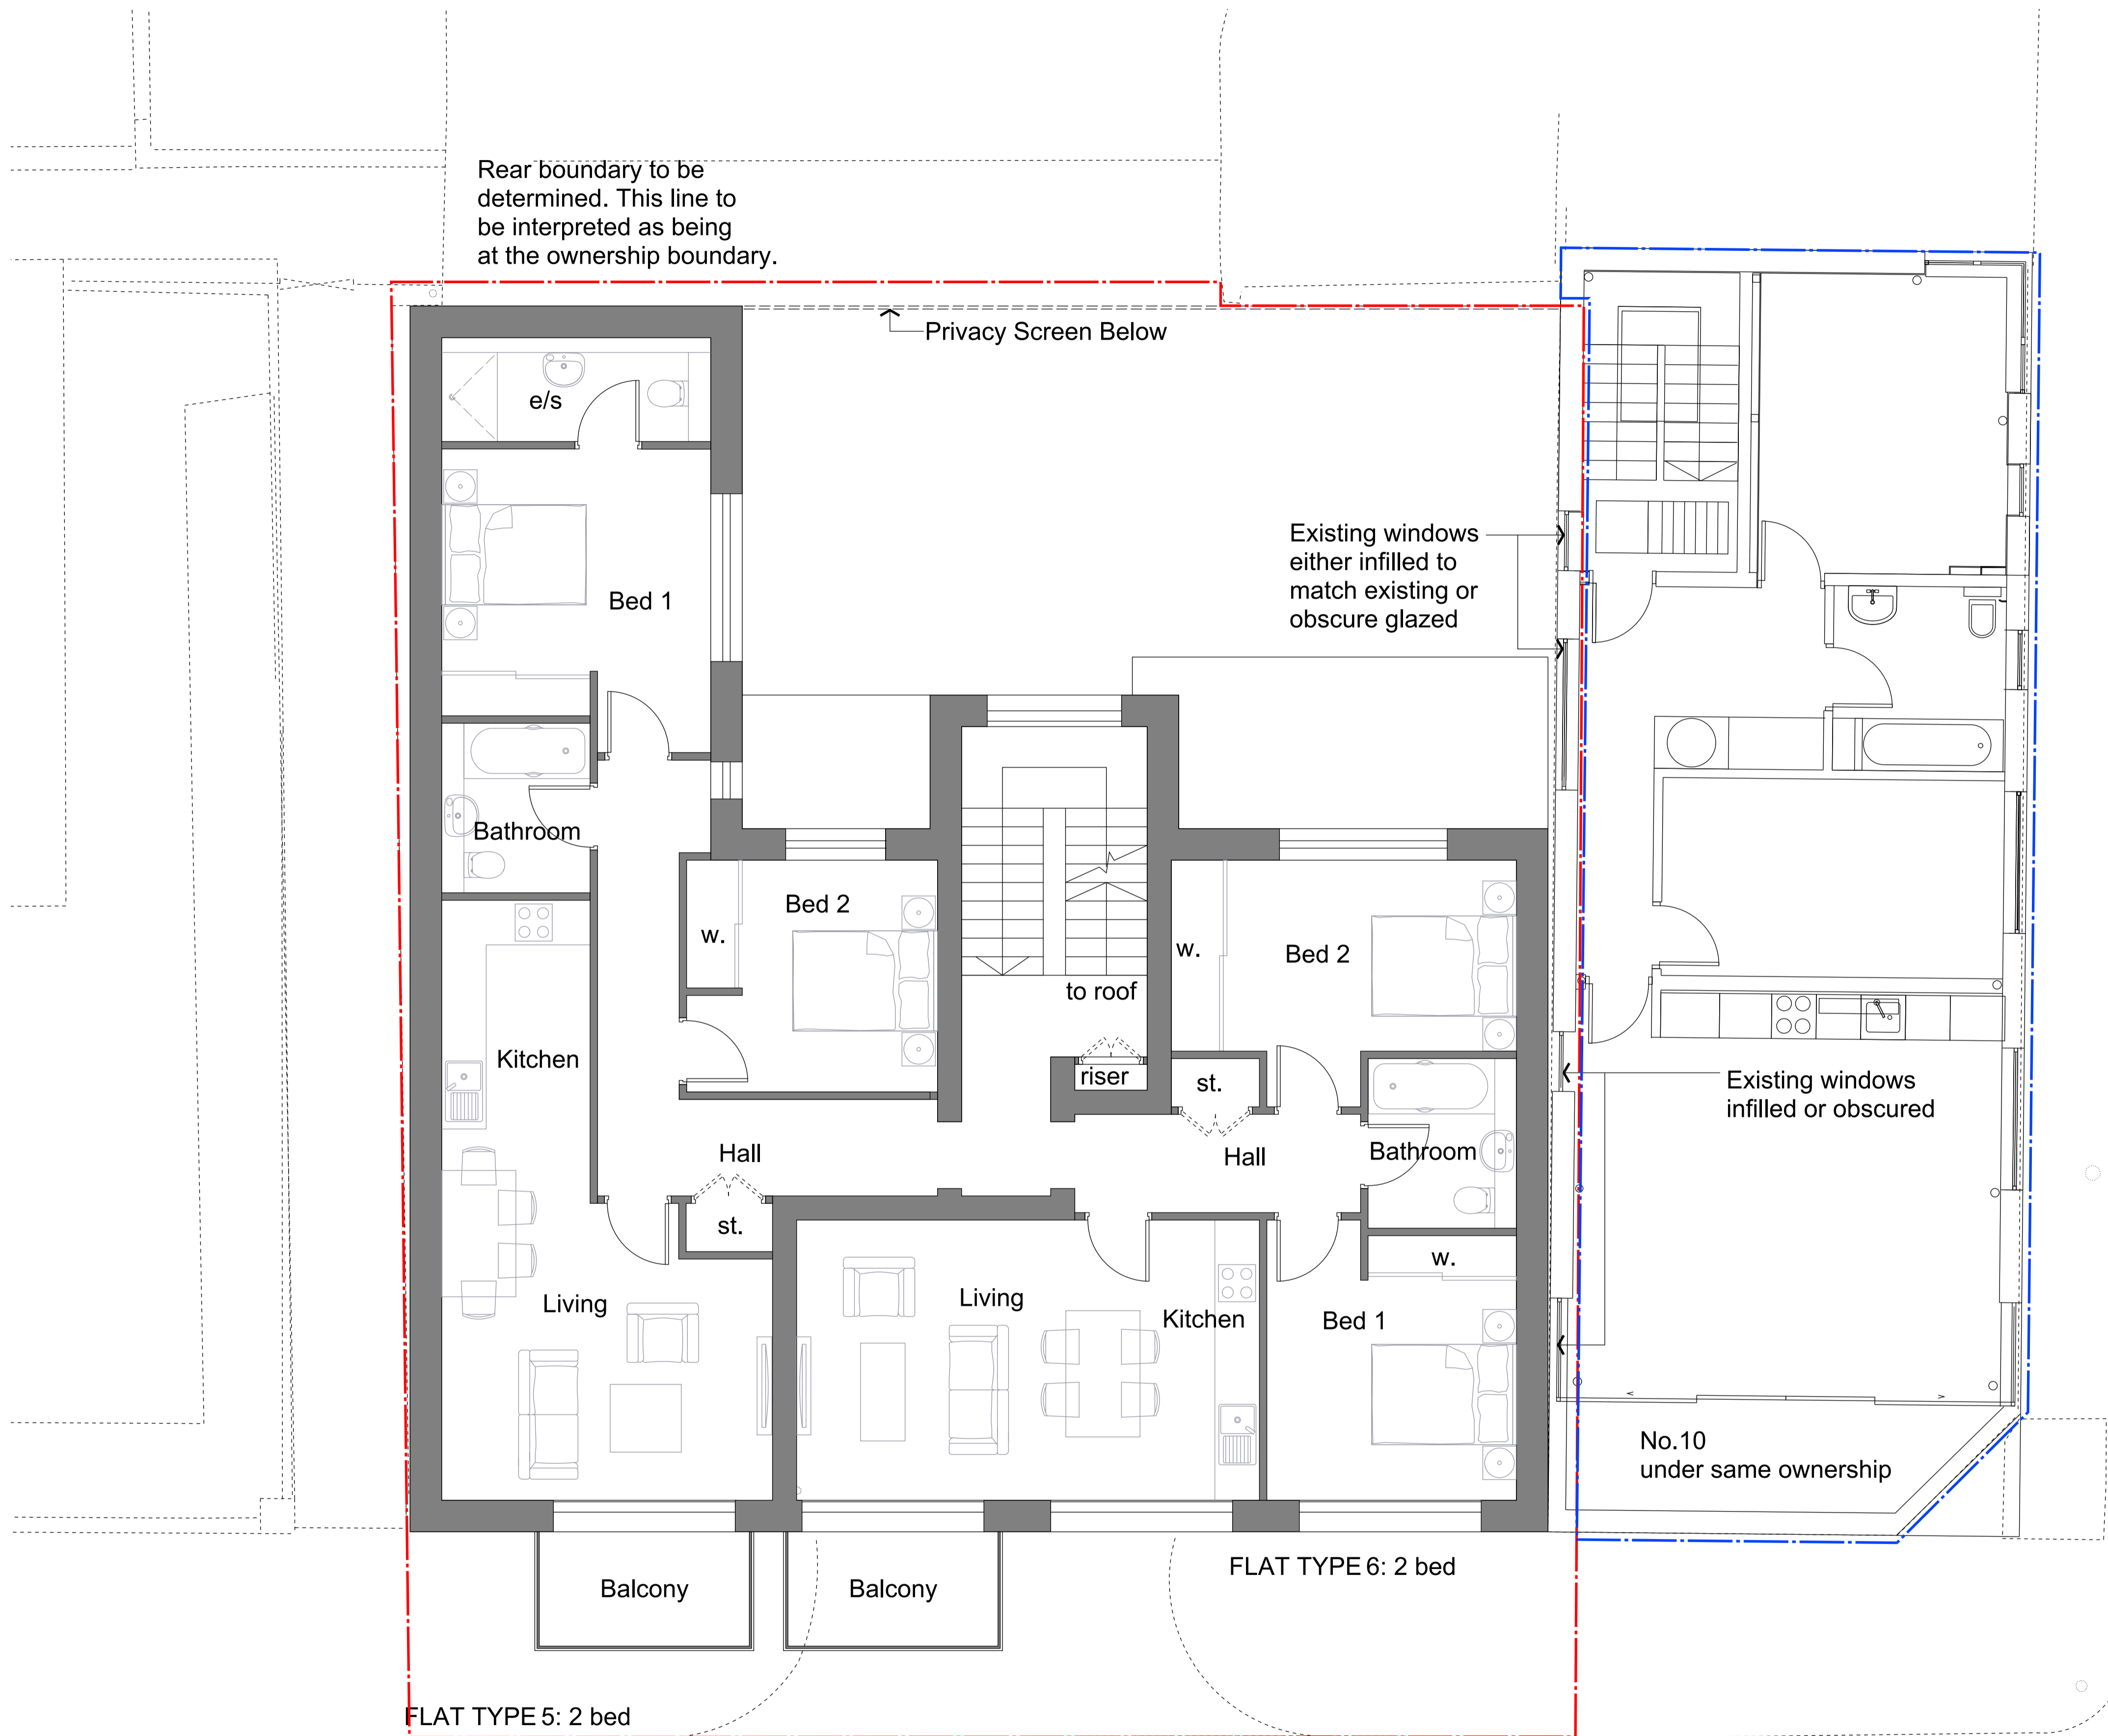 Rear boundary to be
determined. This line to
be interpreted as being
at the ownership boundary.
Privacy Screen Below
e/s
Existing windows
either infilled to
match existing or
obscure glazed
Bed 1
Bathroom
Bed 2
w.
w.
Bed 2
to roof
Kitchen
riser
st.
Existing windows
infilled or obscured
Hall
Hall
Bathroom
st.
w.
Living
Living
Kitchen
Bed 1
No.10
under same ownership
FLAT TYPE 6: 2 bed
Balcony
Balcony
FLAT TYPE 5: 2 bed